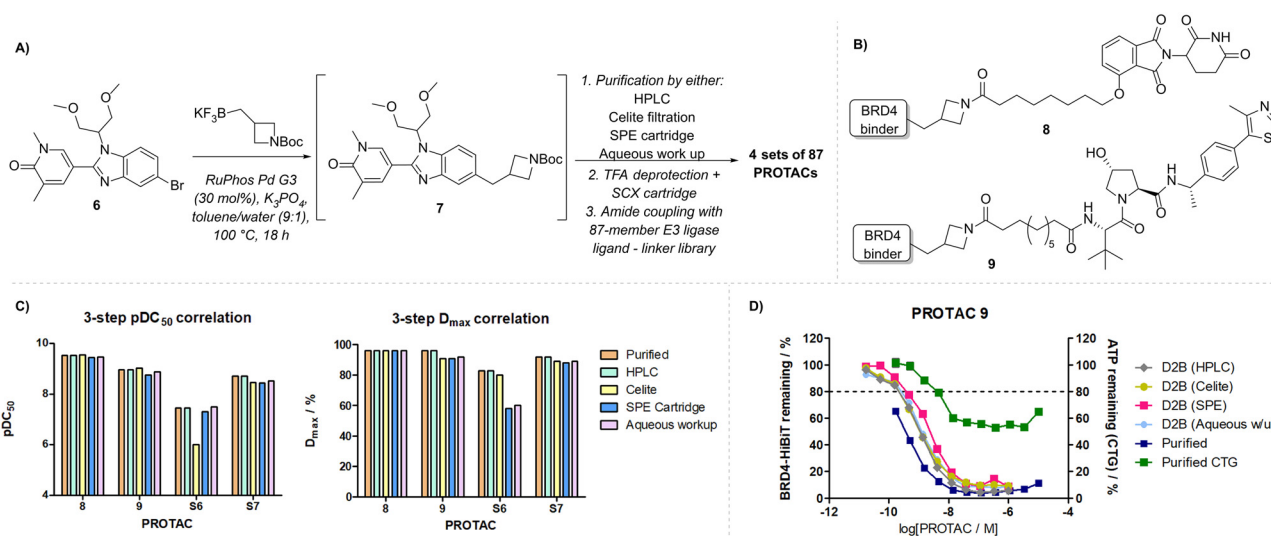 A)
O
O
N
O
N
N
Br
6
KF3B
NBoc
RuPhos Pd G3
(30 mol%), K3PO4,
toluene/water (9:1),
100 °C, 18 h
O
O
N
O
N
N
NBoc
7
1. Purification by either:
HPLC
Celite filtration
SPE cartridge
Aqueous work up
2. TFA deprotection +
SCX cartridge
3. Amide coupling with
87-member E3 ligase
ligand - linker library
4 sets of 87
PROTACs
B)
BRD4
binder
N
O
O
O
O
N
NH
O
O
8
BRD4
binder
N
O
5
O
H
N
O
N
HO
O
H
N
S
N
9
C)
3-step pDC50 correlation
pDC50
10
8
6
4
8
9
S6
S7
PROTAC
3-step Dmax correlation
Dmax / %
100
80
60
40
20
0
8
9
S6
S7
PROTAC
Purified
HPLC
Celite
SPE Cartridge
Aqueous workup
D)
PROTAC 9
BRD4-HiBiT remaining / %
120
100
80
60
40
20
0
-12
-10
-8
-6
-4
log[PROTAC / M]
120
100
80
60
40
20
0
ATP remaining (CTG) / %
D2B (HPLC)
D2B (Celite)
D2B (SPE)
D2B (Aqueous w/u
Purified
Purified CTG